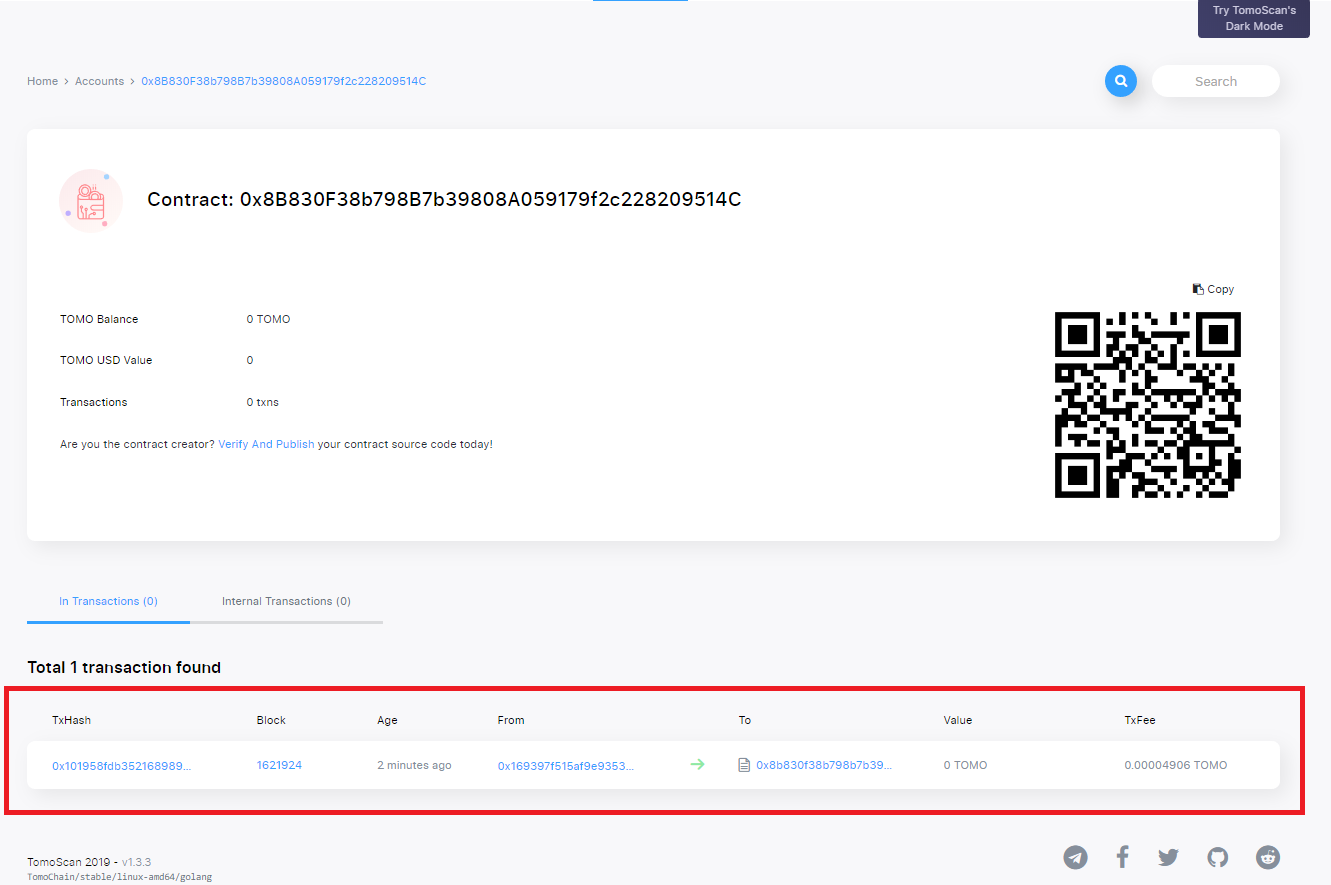 Try TomoScan's
Dark Mode
Home > Accounts > 0x8B830F38b798B7b39808A059179f2c228209514C
Search
Contract: 0x8B830F38b798B7b39808A059179f2c228209514C
Copy
TOMO Balance 0 TOMO
TOMO USD Value 0
Transactions 0 txns
Are you the contract creator? Verify And Publish your contract source code today!
In Transactions (0) Internal Transactions (0)
Total 1 transaction found
TxHash Block Age From To Value TxFee
0x101958fdb352168989... 1621924 2 minutes ago 0x169397f515af9e9353... 0x8b830f38b798b7b39... 0 TOMO 0.00004906 TOMO
TomoScan 2019 - v1.3.3
TomoChain/stable/linux-amd64/golang